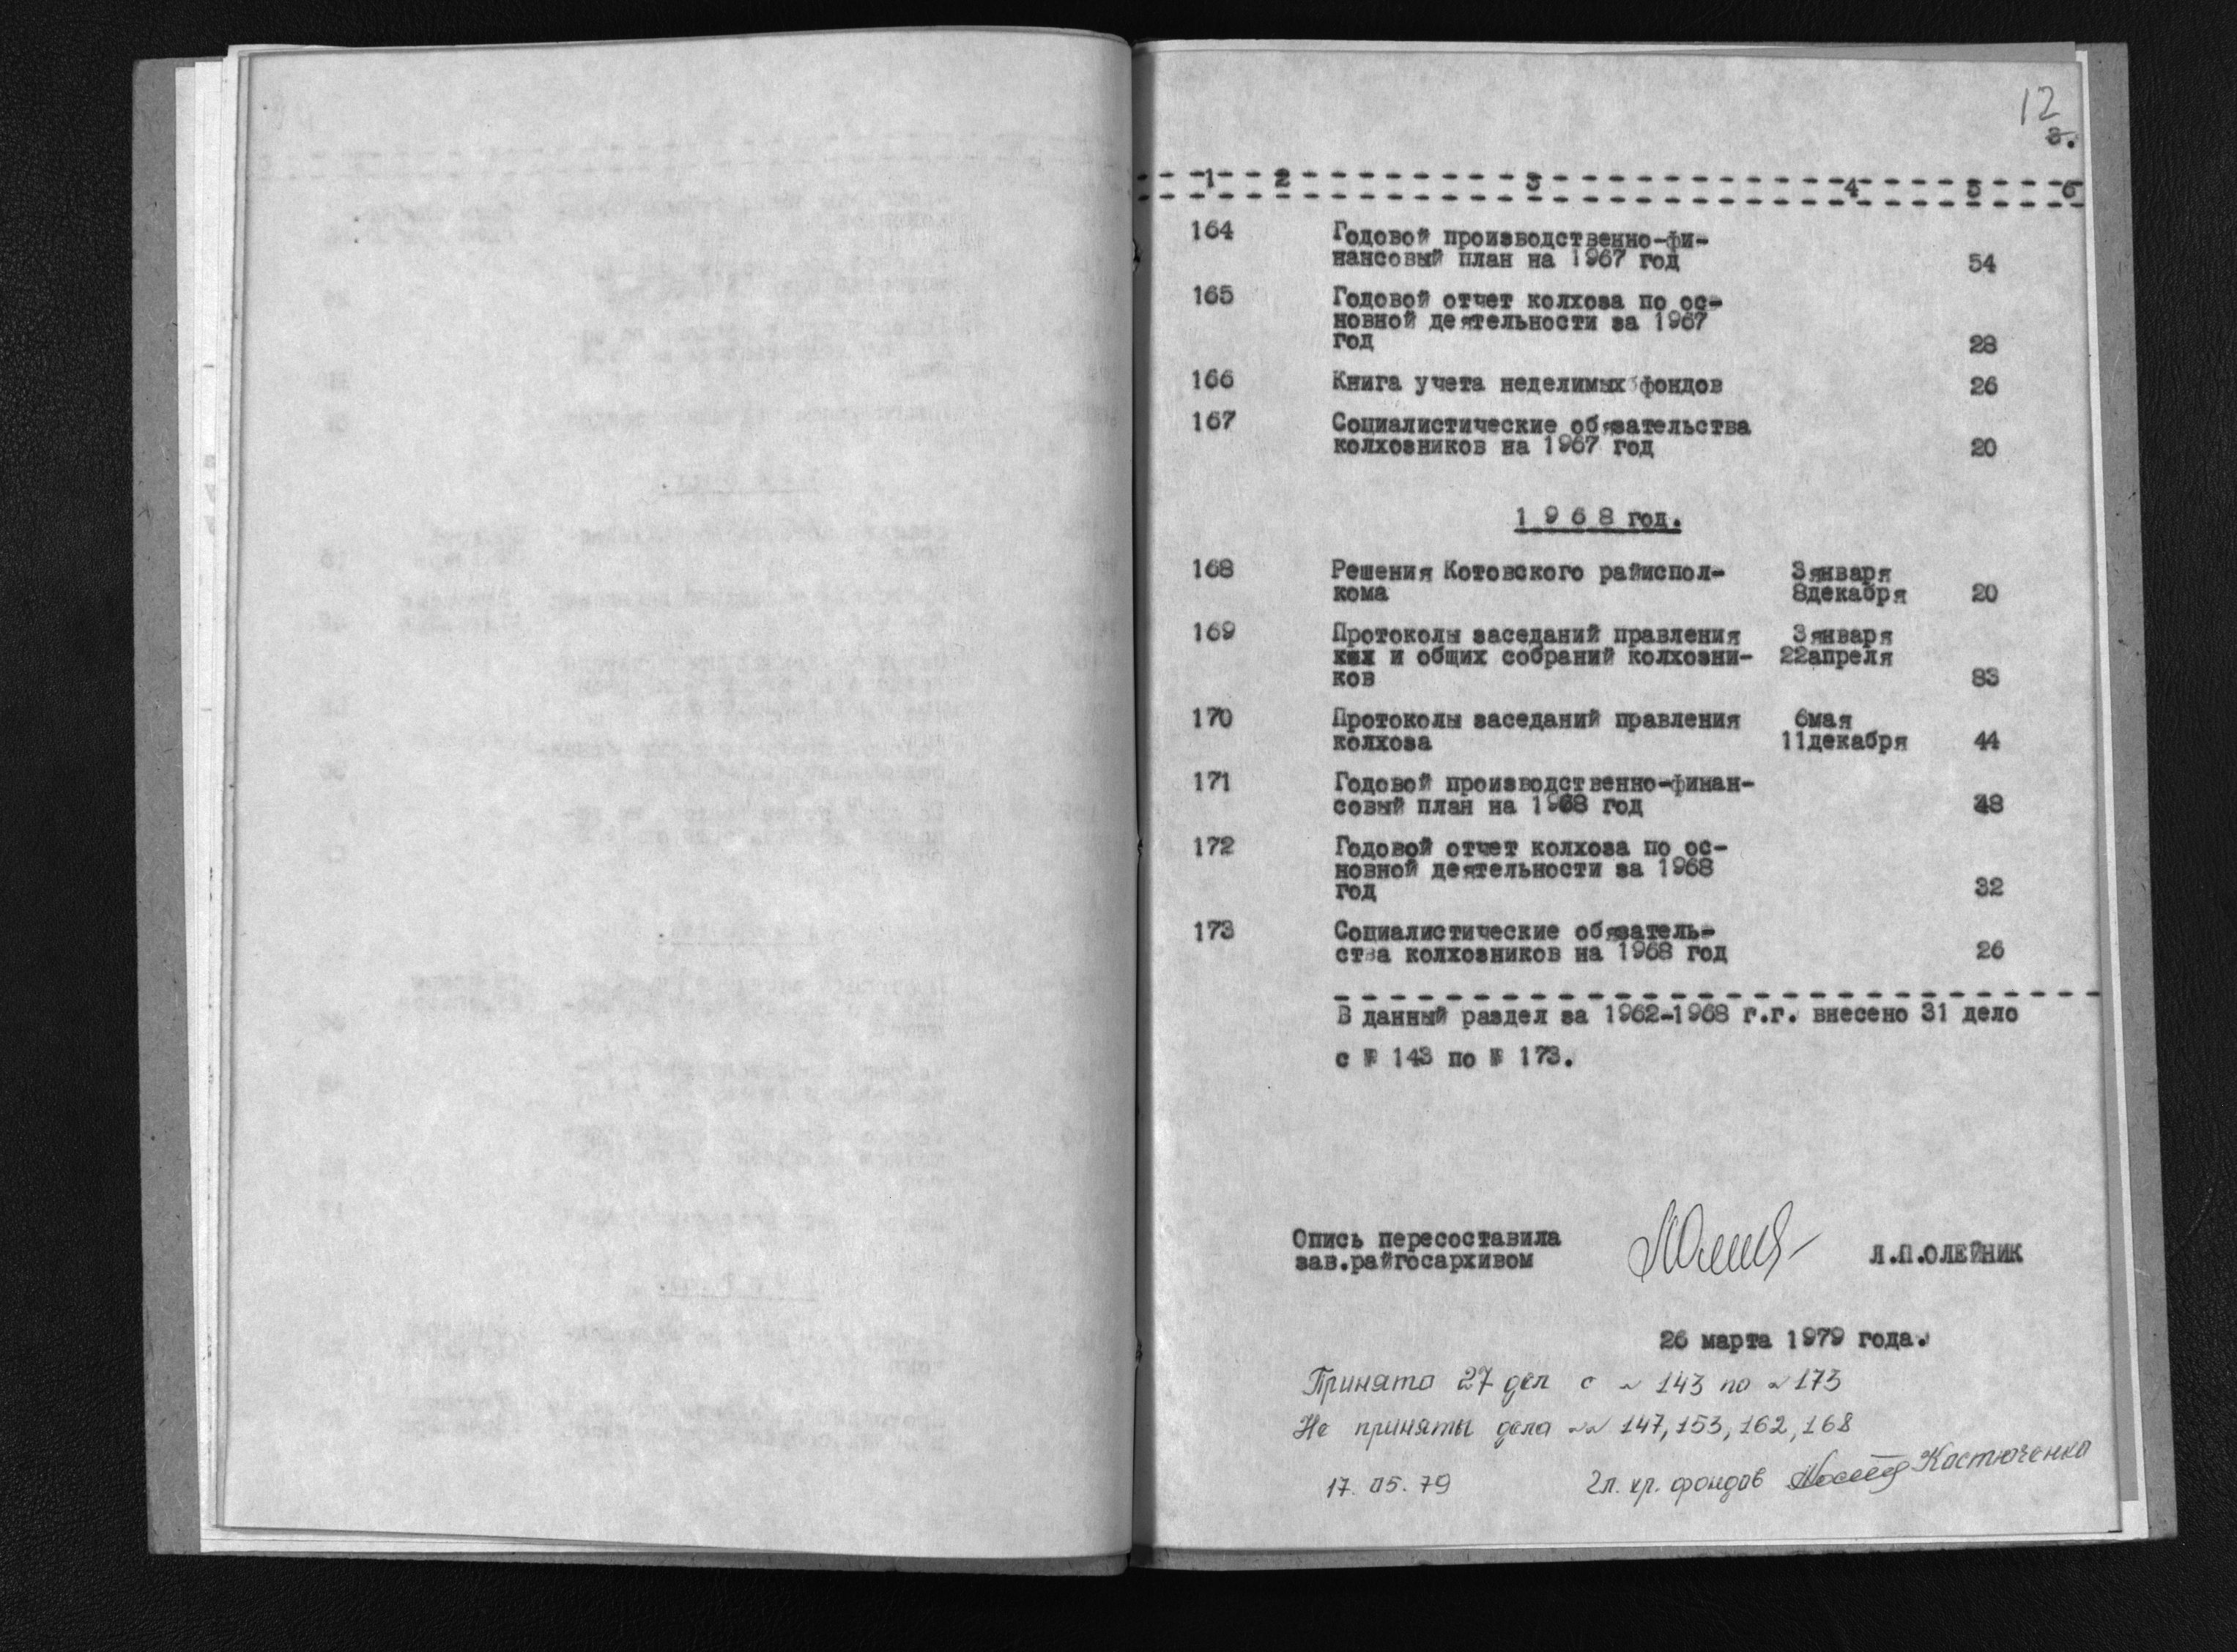 12
з.
1 2 3 4 5 6
164 Годовой производственно-фи-
нансовый план на 1967 год 54
165 Годовой отчет колхоза по ос-
новной деятельности за 1967
год 28
166 Книга учета неделимых фондов 26
167 Социалистические обязательства
колхозников на 1967 год 20
1 9 6 8 год.
168 Решения Котовского райиспол- 3января
кома 8декабря 20
169 Протоколы заседаний правления 3января
и общих собраний колхозни- 22апреля
ков 83
170 Протоколы заседаний правления 6мая
колхоза 11декабря 44
171 Годовой производственно-финан-
совый план на 1968 год 48
172 Годовой отчет колхоза по ос-
новной деятельности за 1968
год 32
173 Социалистические обязатель-
ства колхозников на 1968 год 26
В данный раздел за 1962-1968 г.г. внесено 31 дело
с № 143 по № 173.
Опись пересоставила
зав.райгосархивом Л.П.ОЛЕЙНИК
26 марта 1979 года.
Принято 27 дел с ~ 143 по ~ 173
Не приняты дела ~~ 147, 153, 162, 168
17. 05. 79 Гл. хр. фондов Костюченко